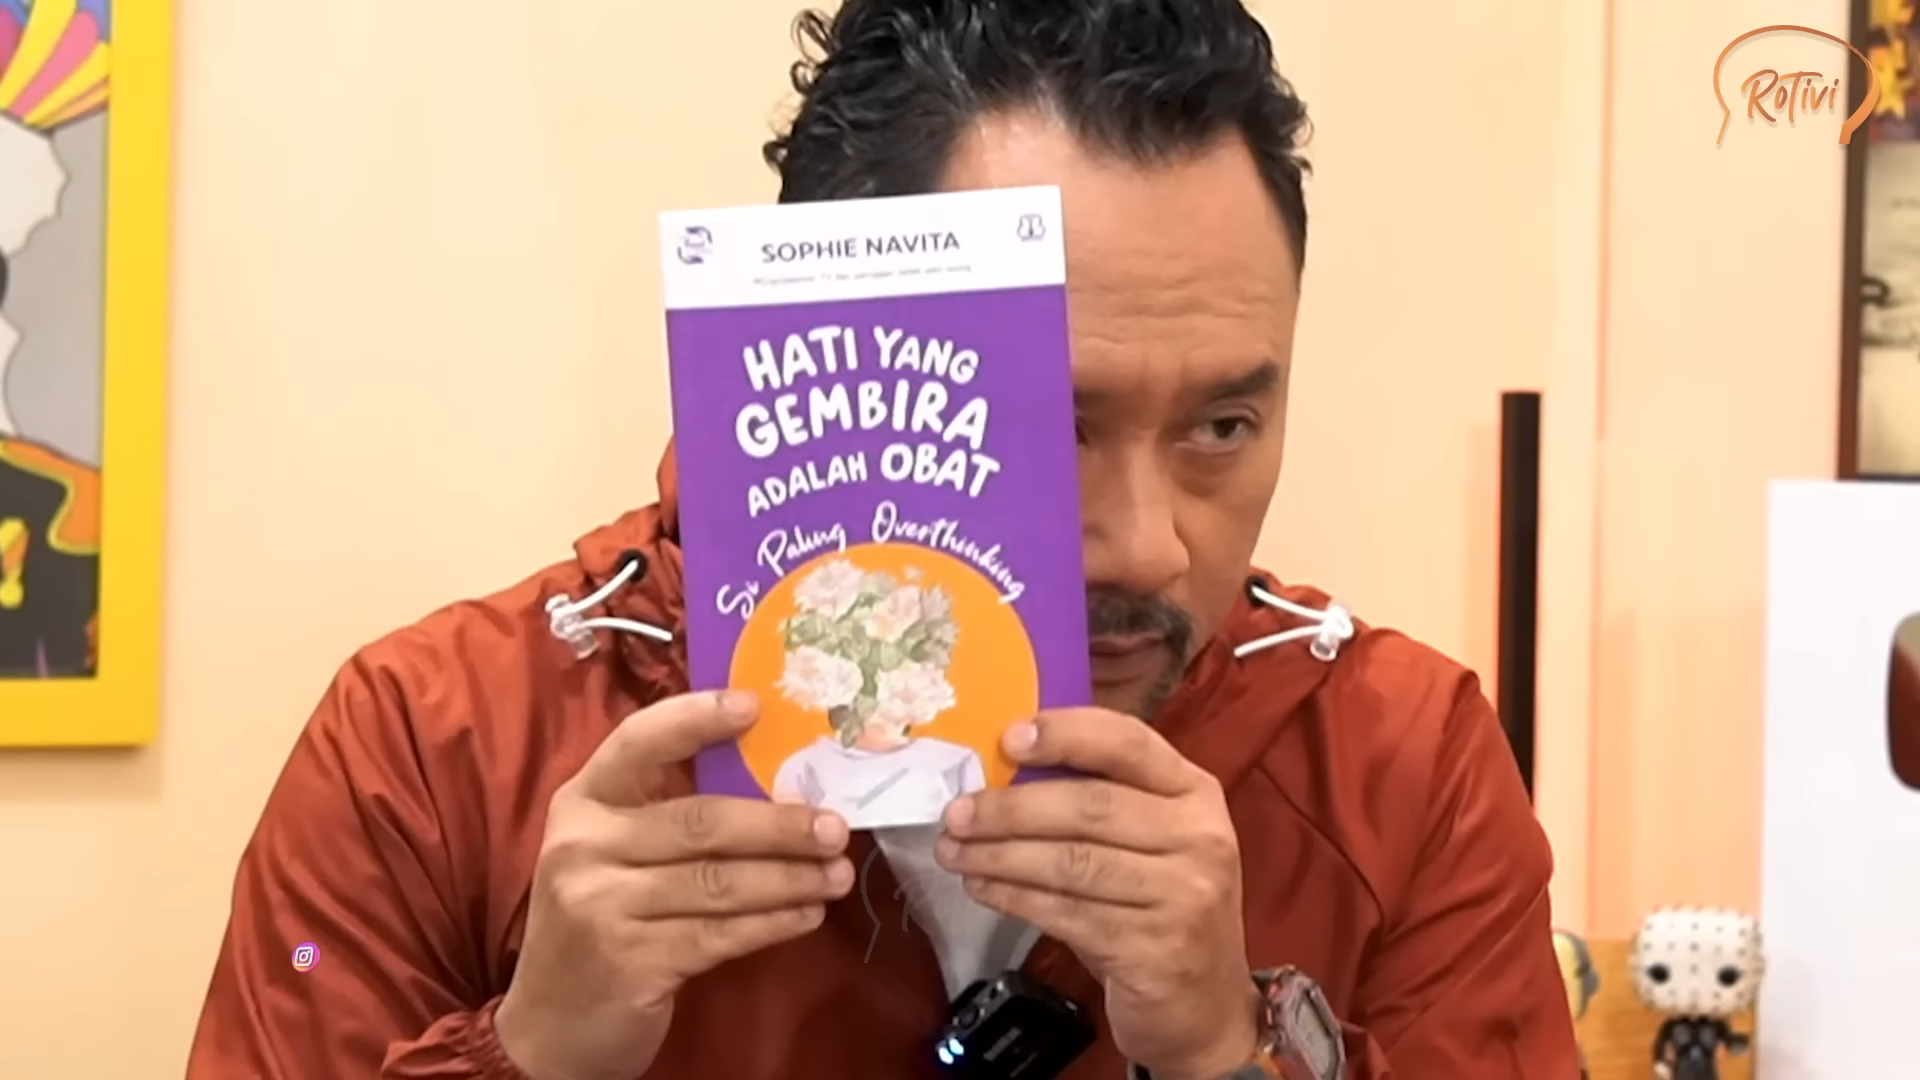 RoTivi
SOPHIE NAVITA
HATI YANG
GEMBIRA
ADALAH OBAT
Si Paling Overthinking